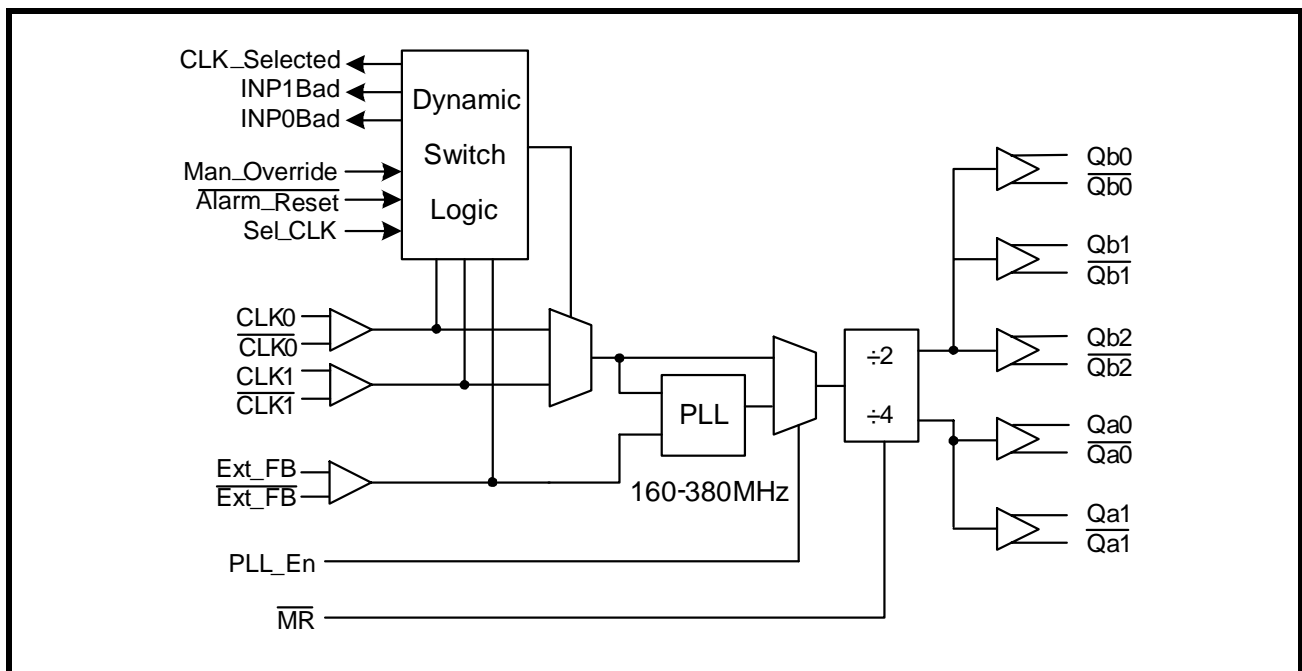 CLK_Selected
INP1Bad
INP0Bad
Man_Override
Alarm_Reset
Sel_CLK
Dynamic
Switch
Logic
CLK0
CLK0
CLK1
CLK1
Ext_FB
Ext_FB
PLL_En
MR
PLL
160-380MHz
÷2
÷4
Qb0
Qb0
Qb1
Qb1
Qb2
Qb2
Qa0
Qa0
Qa1
Qa1